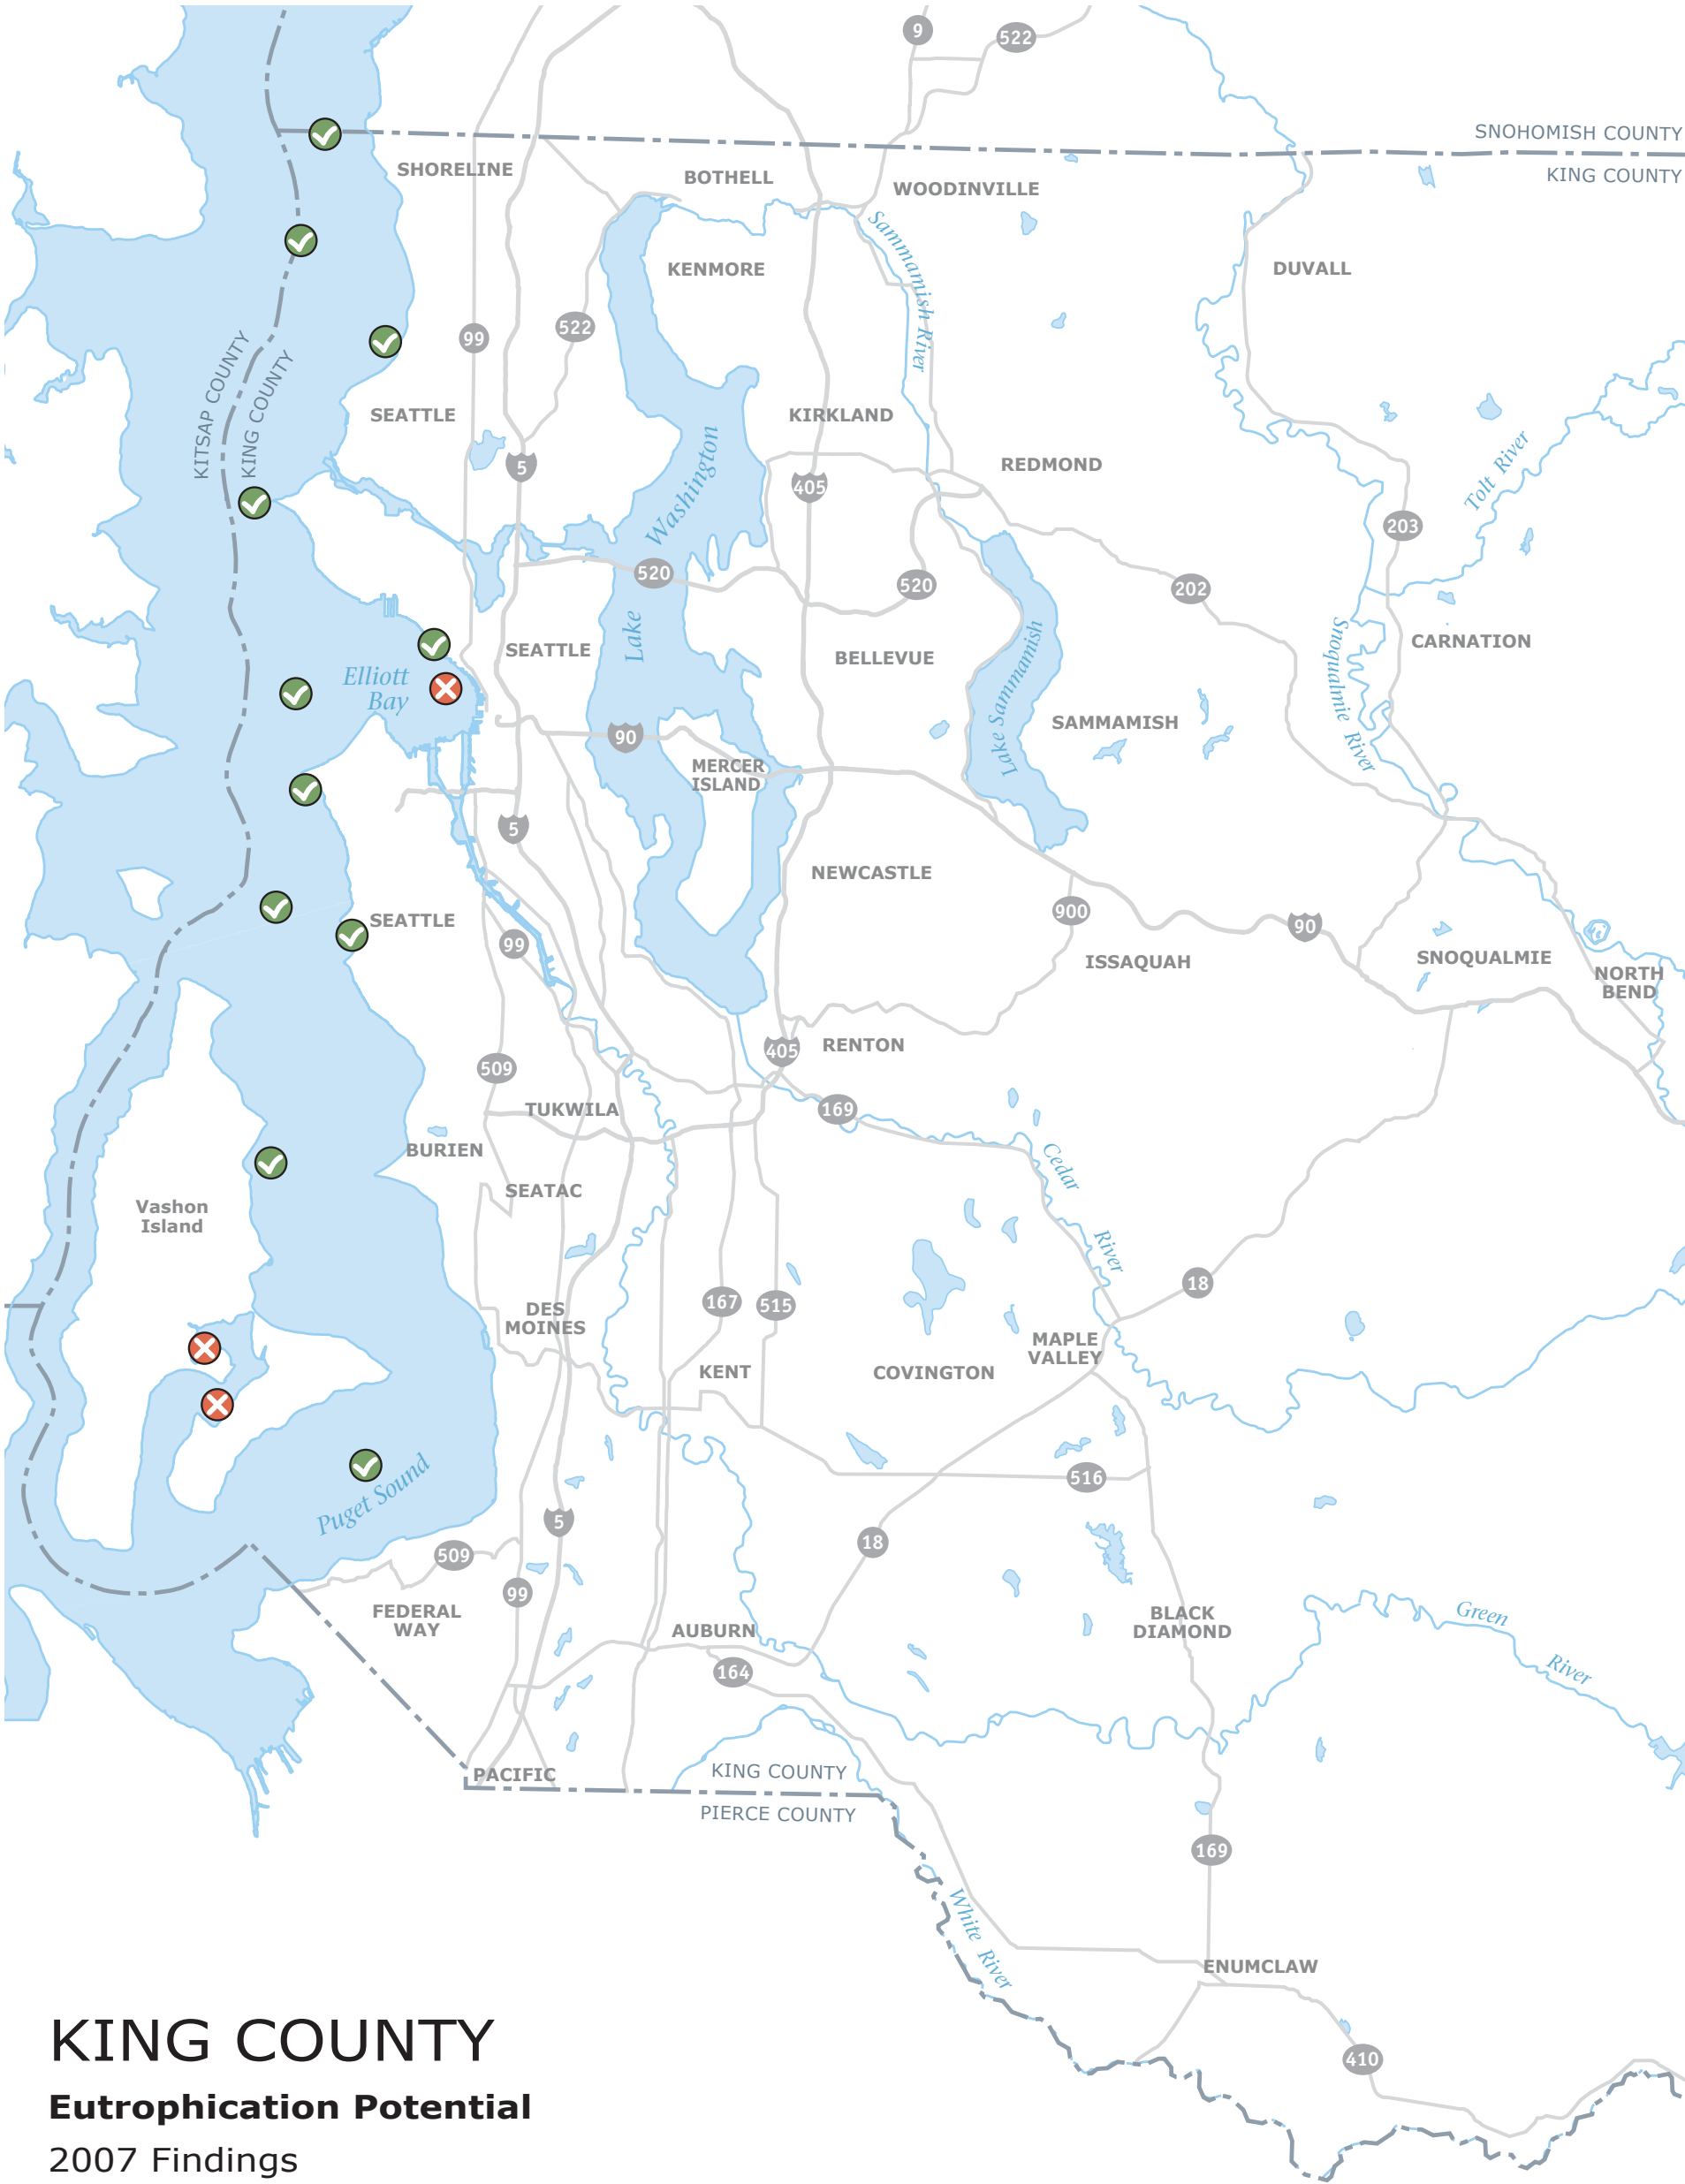 9
522
SNOHOMISH COUNTY
KING COUNTY
SHORELINE
BOTHELL
WOODINVILLE
Sammamish River
KENMORE
DUVALL
99
522
KITSAP COUNTY
KING COUNTY
SEATTLE
KIRKLAND
5
REDMOND
405
Tolt River
203
Lake Washington
520
520
202
SEATTLE
BELLEVUE
CARNATION
Elliott
Bay
Lake Sammamish
SAMMAMISH
Snoqualmie River
90
MERCER
ISLAND
5
NEWCASTLE
SEATTLE
900
90
99
ISSAQUAH
SNOQUALMIE
NORTH
BEND
405
RENTON
509
TUKWILA
169
BURIEN
Cedar River
SEATAC
Vashon
Island
18
167
515
DES
MOINES
MAPLE
VALLEY
KENT
COVINGTON
Puget Sound
516
5
18
509
99
FEDERAL
WAY
AUBURN
BLACK
DIAMOND
Green River
164
PACIFIC
KING COUNTY
PIERCE COUNTY
169
White River
ENUMCLAW
410
KING COUNTY
Eutrophication Potential
2007 Findings